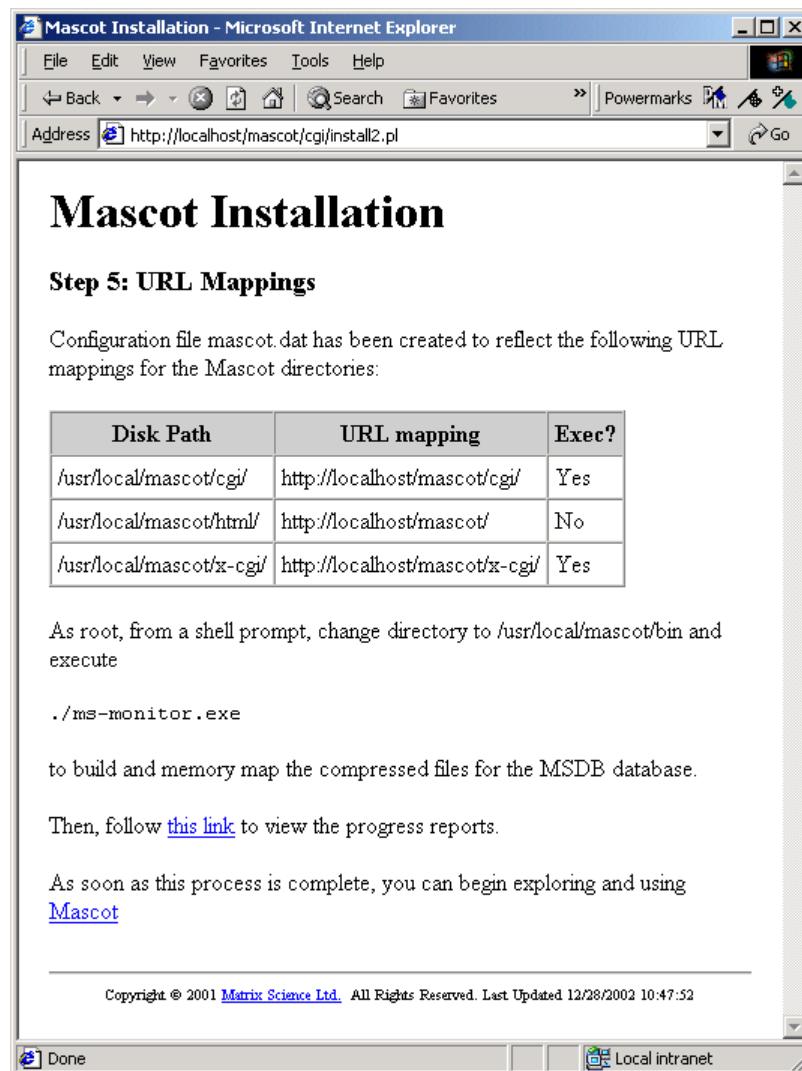 Mascot Installation - Microsoft Internet Explorer
File Edit View Favorites Tools Help
Back Search Favorites » Powermarks
Address http://localhost/mascot/cgi/install2.pl Go
Mascot Installation
Step 5: URL Mappings
Configuration file mascot.dat has been created to reflect the following URL
mappings for the Mascot directories:
Disk Path URL mapping Exec?
/usr/local/mascot/cgi/ http://localhost/mascot/cgi/ Yes
/usr/local/mascot/html/ http://localhost/mascot/ No
/usr/local/mascot/x-cgi/ http://localhost/mascot/x-cgi/ Yes
As root, from a shell prompt, change directory to /usr/local/mascot/bin and
execute
./ms-monitor.exe
to build and memory map the compressed files for the MSDB database.
Then, follow this link to view the progress reports.
As soon as this process is complete, you can begin exploring and using
Mascot
Copyright © 2001 Matrix Science Ltd. All Rights Reserved. Last Updated 12/28/2002 10:47:52
Done Local intranet